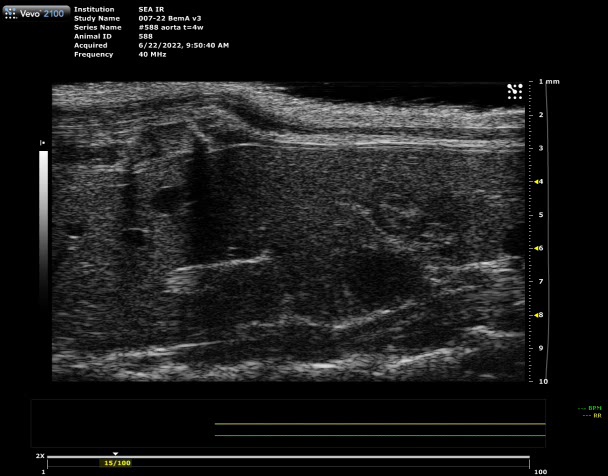 Vevo 2100
Institution SEA IR
Study Name 007-22 BemA v3
Series Name #588 aorta t=4w
Animal ID 588
Acquired 6/22/2022, 9:50:40 AM
Frequency 40 MHz
1 mm
2
3
4
5
6
7
8
9
10
--- BPM
--- RR
2X
15/100
1
100